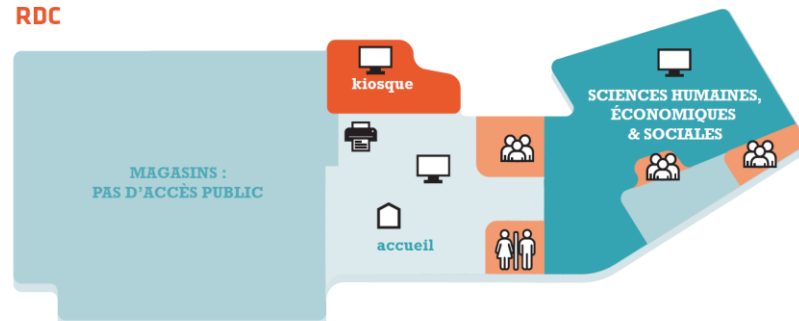 RDC
kiosque
SCIENCES HUMAINES,
ÉCONOMIQUES
& SOCIALES
MAGASINS :
PAS D'ACCÈS PUBLIC
accueil